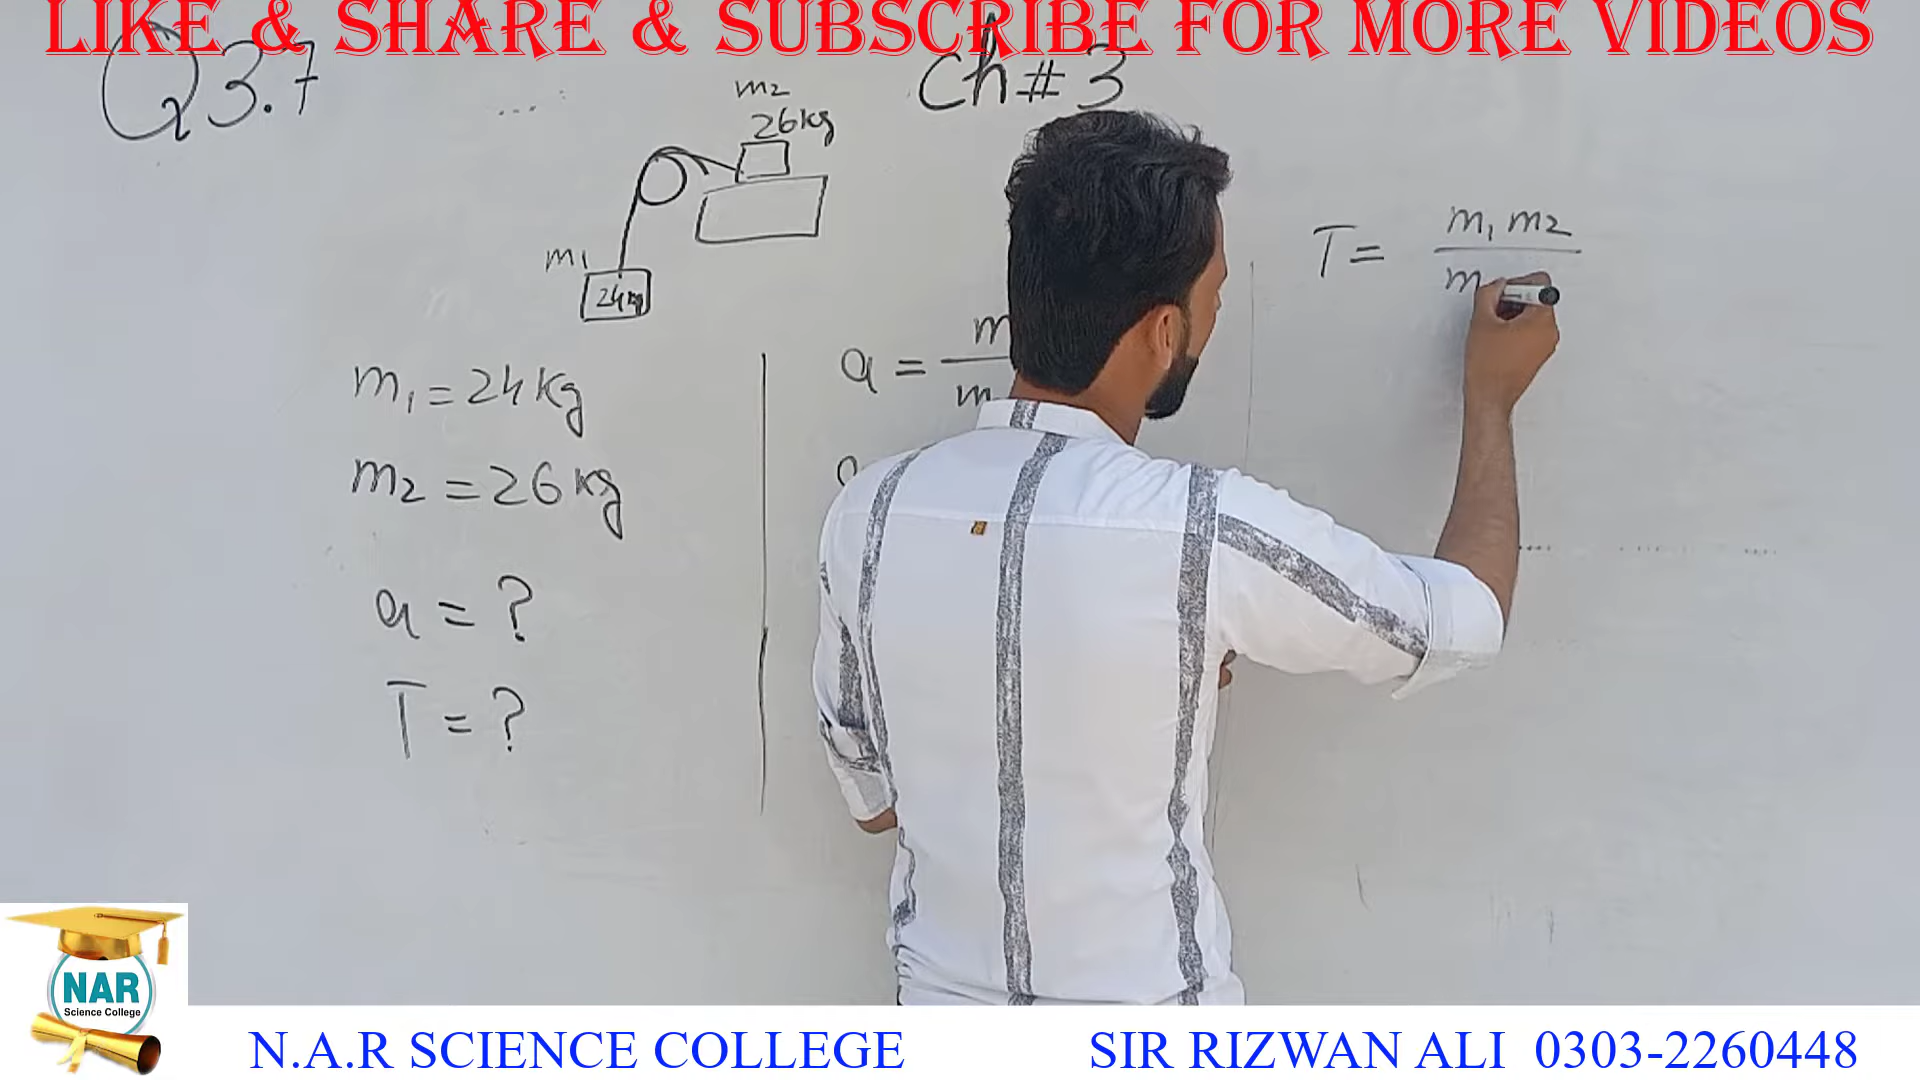 LIKE & SHARE & SUBSCRIBE FOR MORE VIDEOS
Q3.7
Ch # 3
m2
26kg
m1
24kg
m1 = 24kg
m2 = 26kg
a = ?
T = ?
a = m
m
T = m1 m2
m
NAR
Science College
N.A.R SCIENCE COLLEGE SIR RIZWAN ALI 0303-2260448